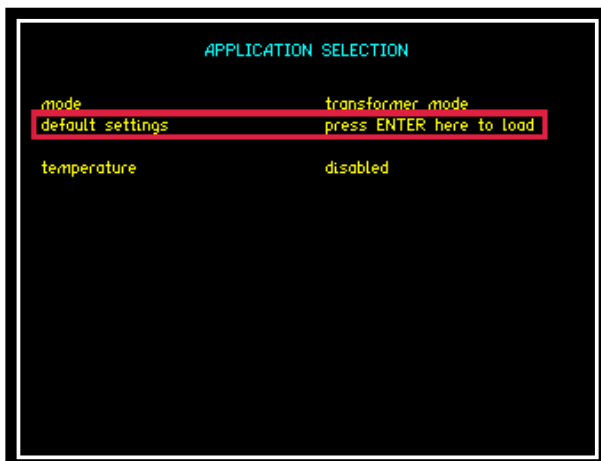 APPLICATION SELECTION
mode transformer mode
default settings press ENTER here to load
temperature disabled